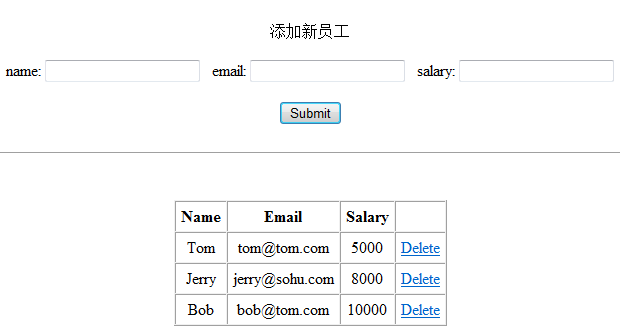 添加新员工
name: email: salary:
Submit
Name Email Salary
Tom tom@tom.com 5000 Delete
Jerry jerry@sohu.com 8000 Delete
Bob bob@tom.com 10000 Delete